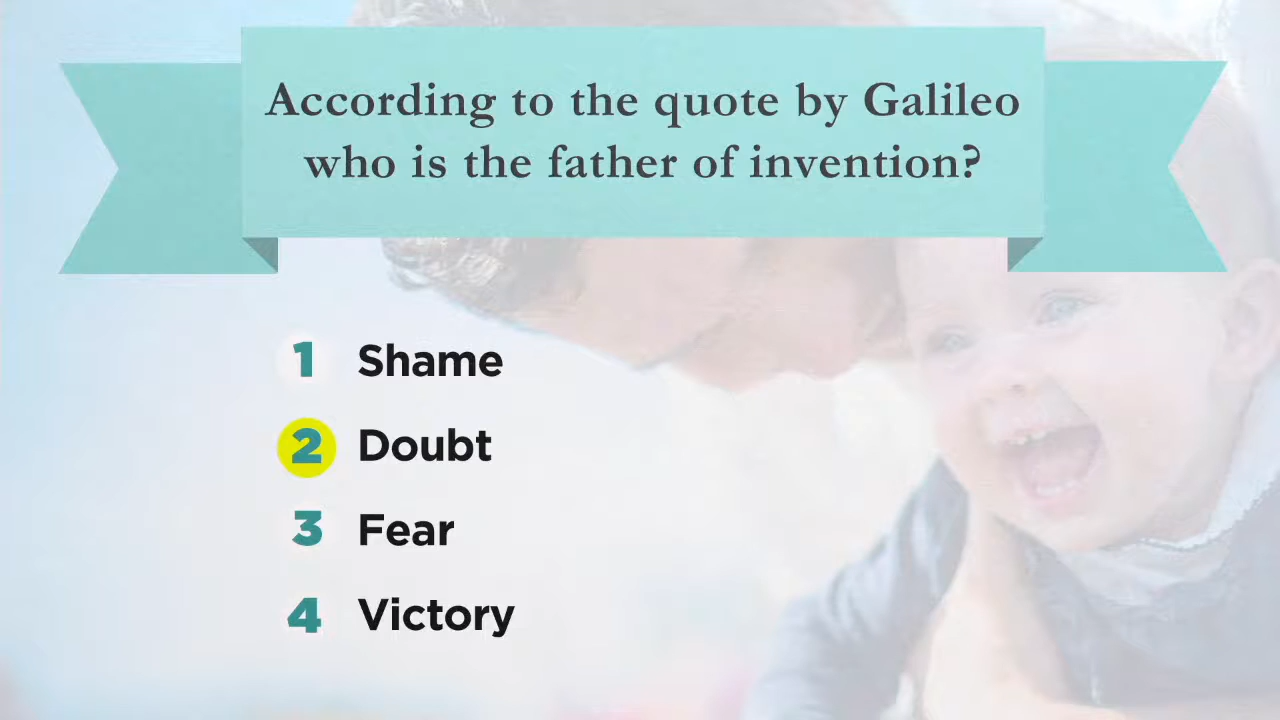 According to the quote by Galileo
who is the father of invention?
1 Shame
2 Doubt
3 Fear
4 Victory